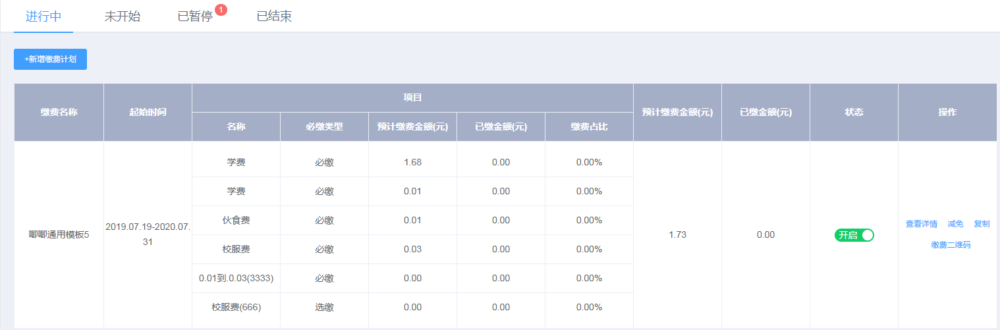 进行中 未开始 已暂停 1 已结束
+新增缴费计划
缴费名称 起始时间 项目 预计缴费金额(元) 已缴金额(元) 状态 操作
名称 必缴类型 预计缴费金额(元) 已缴金额(元) 缴费占比
学费 必缴 1.68 0.00 0.00%
学费 必缴 0.01 0.00 0.00%
伙食费 必缴 0.01 0.00 0.00%
唧唧通用模板5 2019.07.19-2020.07.
31 校服费 必缴 0.03 0.00 0.00% 1.73 0.00 开启 查看详情 减免 复制
缴费二维码
0.01到.0.03(3333) 必缴 0.00 0.00 0.00%
校服费(666) 选缴 0.00 0.00 0.00%